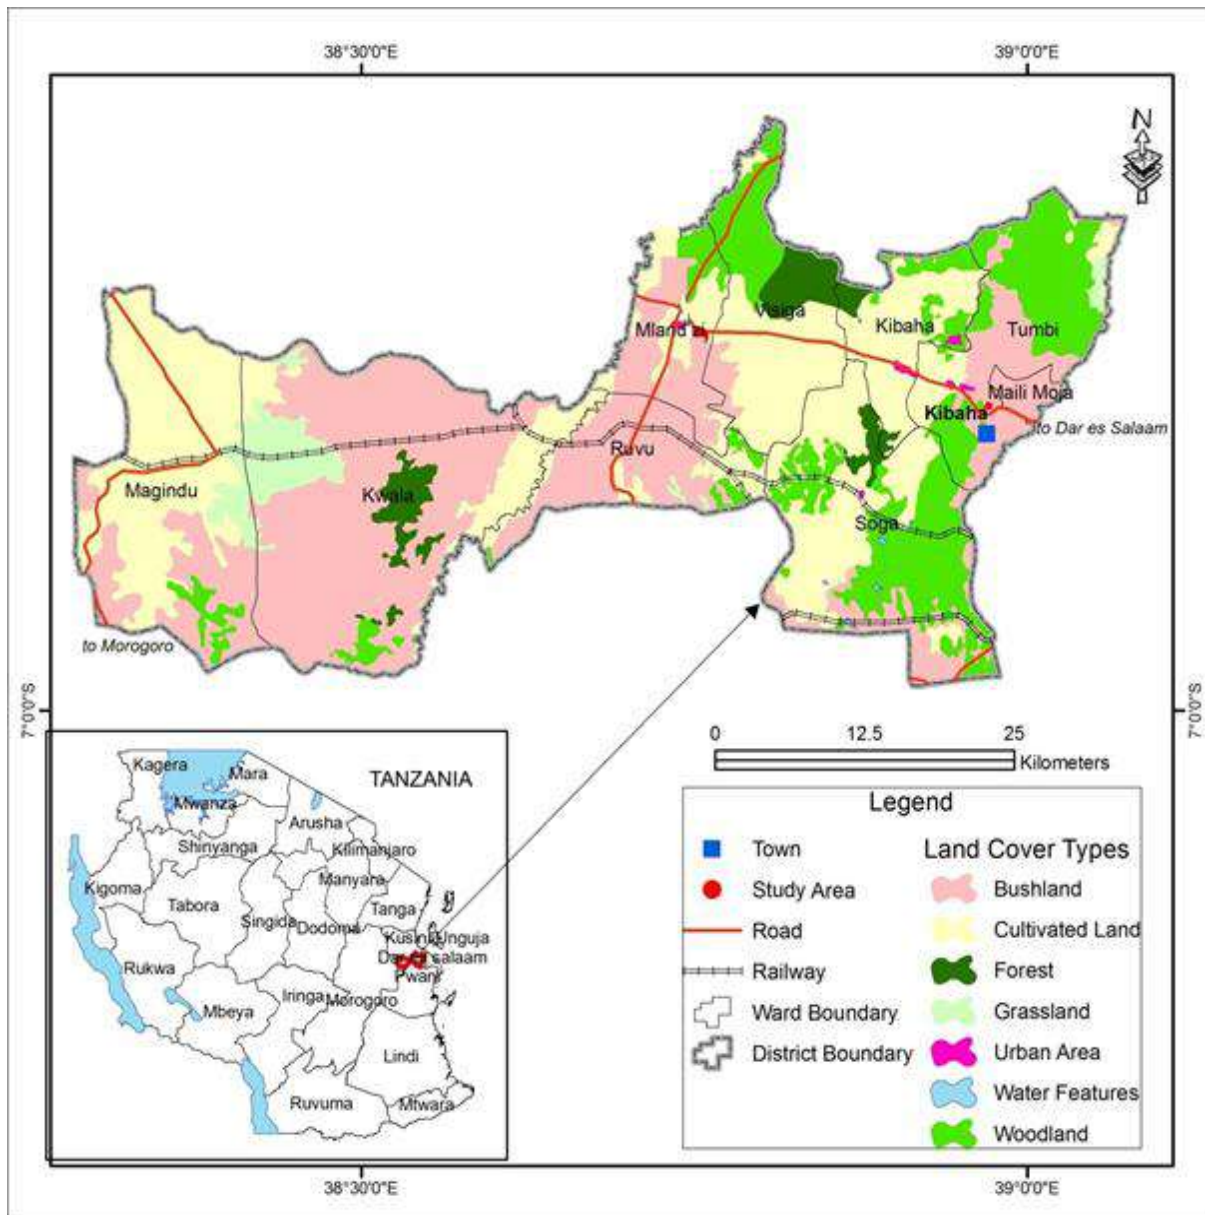 38°30'0"E
39°0'0"E
N
Visiga
Mlandizi
Kibaha
Tumbi
Maili Moja
Kibaha
to Dar es Salaam
Ruvu
Magindu
Kwala
Soga
to Morogoro
7°0'0"S
7°0'0"S
0 12.5 25
Kilometers
TANZANIA
Kagera
Mara
Mwanza
Arusha
Shinyanga
Kilimanjaro
Manyara
Kigoma
Tabora
Singida
Dodoma
Tanga
Kusini Unguja
Dar es salaam
Pwani
Rukwa
Mbeya
Iringa
Morogoro
Lindi
Ruvuma
Mtwara
Legend
Town
Study Area
Road
Railway
Ward Boundary
District Boundary
Land Cover Types
Bushland
Cultivated Land
Forest
Grassland
Urban Area
Water Features
Woodland
38°30'0"E
39°0'0"E